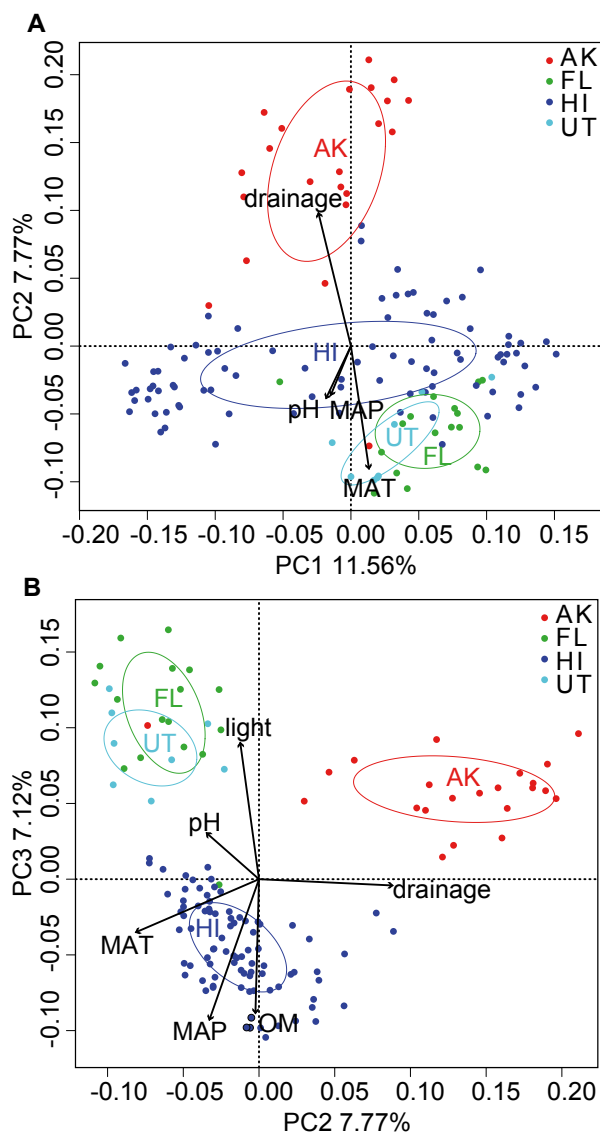 A
AK
FL
HI
UT
0.20
0.15
0.10
0.05
0.00
-0.05
-0.10
PC2 7.77%
AK
drainage
HI
pH
MAP
UT
FL
MAT
-0.20
-0.10
-0.05
0.00
0.05
0.10
0.15
PC1 11.56%
B
AK
FL
HI
UT
0.15
0.10
0.05
0.00
-0.05
-0.10
PC3 7.12%
FL
UT
light
AK
pH
drainage
HI
MAT
MAP
OM
-0.10
-0.05
0.00
0.05
0.10
0.15
0.20
PC2 7.77%